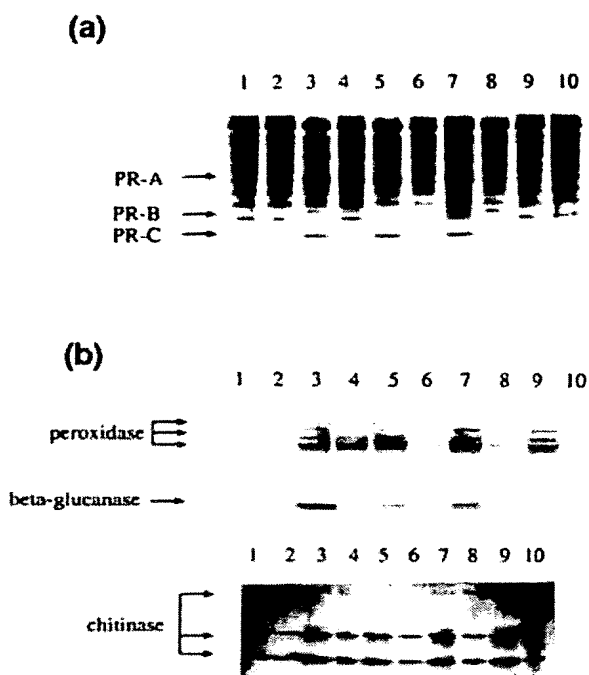 (a)
1 2 3 4 5 6 7 8 9 10
PR-A
PR-B
PR-C
(b)
1 2 3 4 5 6 7 8 9 10
peroxidase
beta-glucanase
1 2 3 4 5 6 7 8 9 10
chitinase